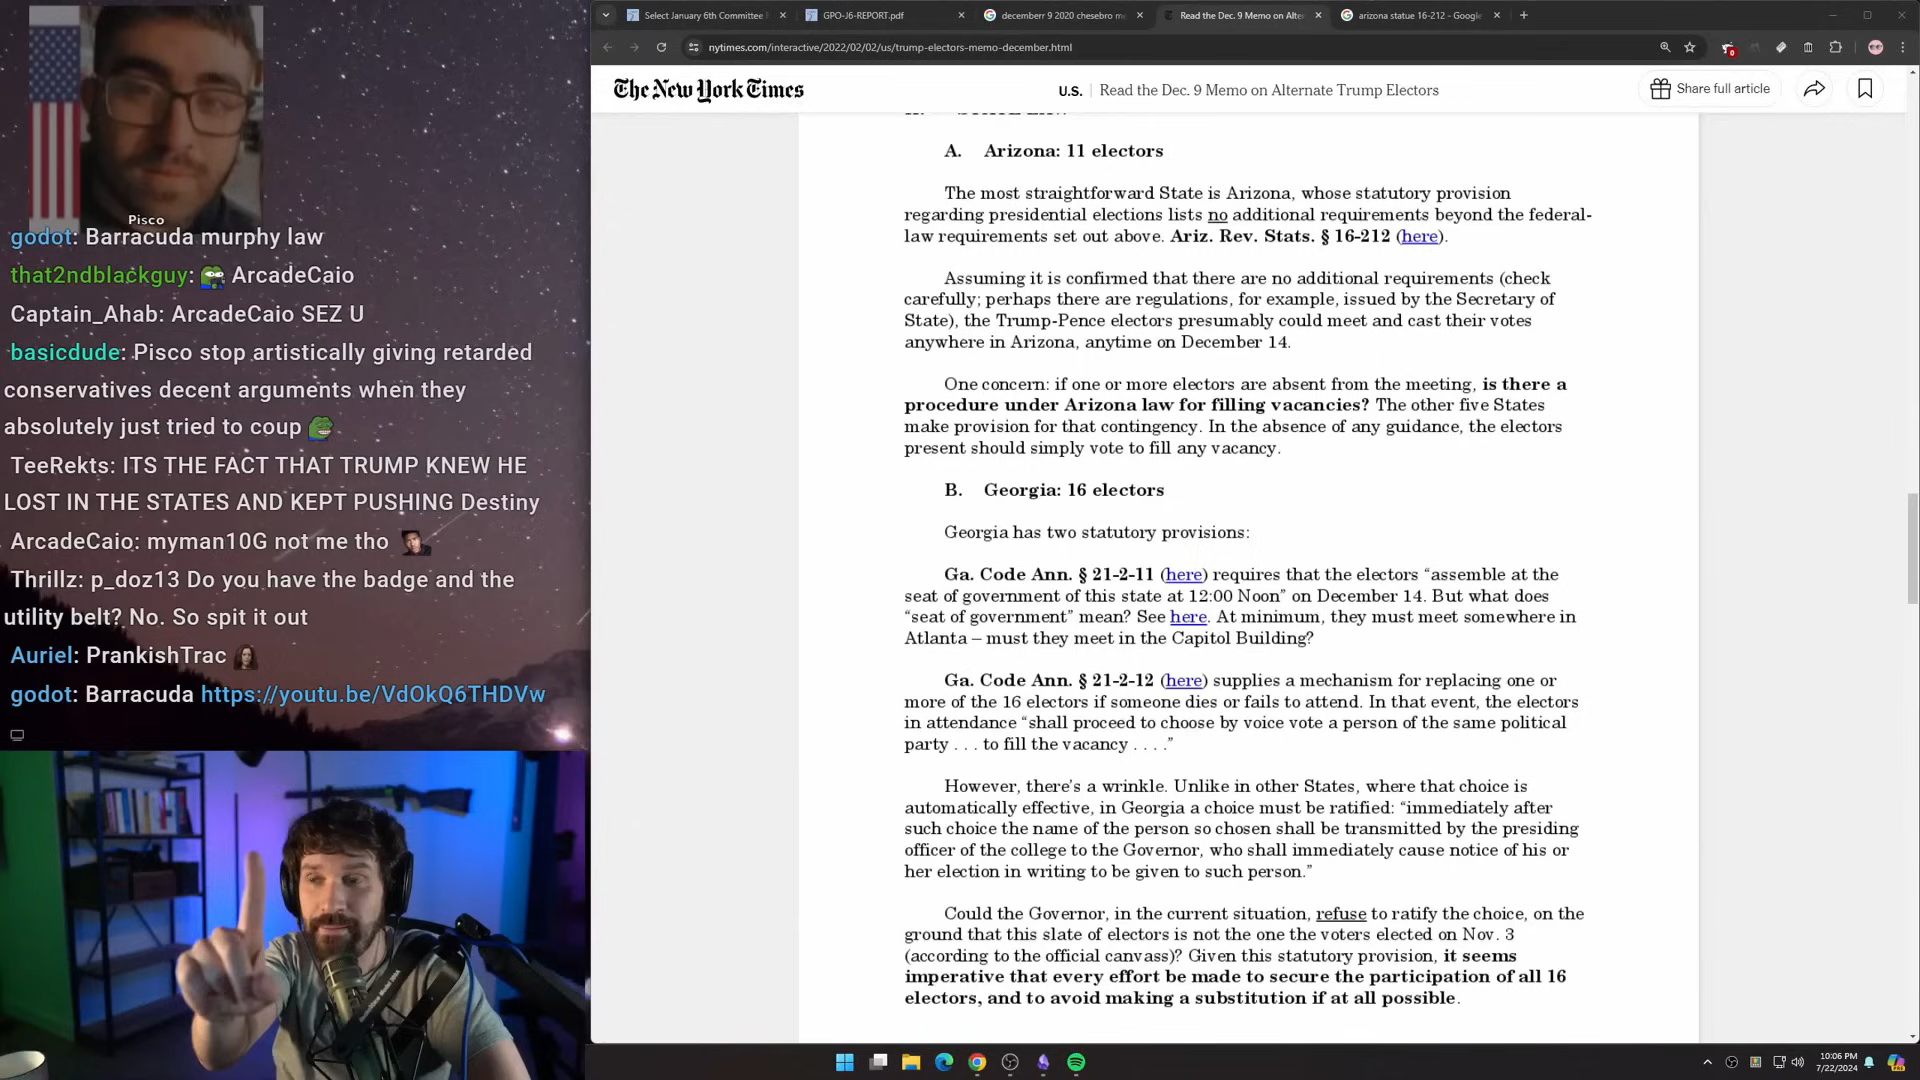 Select January 6th Committee
GPO-J6-REPORT.pdf
decemberr 9 2020 chesebro me
Read the Dec. 9 Memo on Alter
arizona statue 16-212 - Google
nytimes.com/interactive/2022/02/02/us/trump-electors-memo-december.html
The New York Times
U.S. | Read the Dec. 9 Memo on Alternate Trump Electors
Share full article
Pisco
godot: Barracuda murphy law
that2ndblackguy: ArcadeCaio
Captain_Ahab: ArcadeCaio SEZ U
basicdude: Pisco stop artistically giving retarded
conservatives decent arguments when they
absolutely just tried to coup
TeeRekts: ITS THE FACT THAT TRUMP KNEW HE
LOST IN THE STATES AND KEPT PUSHING Destiny
ArcadeCaio: myman10G not me tho
Thrillz: p_doz13 Do you have the badge and the
utility belt? No. So spit it out
Auriel: PrankishTrac
godot: Barracuda https://youtu.be/VdOkQ6THDVw
A. Arizona: 11 electors
The most straightforward State is Arizona, whose statutory provision
regarding presidential elections lists no additional requirements beyond the federal-
law requirements set out above. Ariz. Rev. Stats. § 16-212 (here).
Assuming it is confirmed that there are no additional requirements (check
carefully; perhaps there are regulations, for example, issued by the Secretary of
State), the Trump-Pence electors presumably could meet and cast their votes
anywhere in Arizona, anytime on December 14.
One concern: if one or more electors are absent from the meeting, is there a
procedure under Arizona law for filling vacancies? The other five States
make provision for that contingency. In the absence of any guidance, the electors
present should simply vote to fill any vacancy.
B. Georgia: 16 electors
Georgia has two statutory provisions:
Ga. Code Ann. § 21-2-11 (here) requires that the electors “assemble at the
seat of government of this state at 12:00 Noon” on December 14. But what does
“seat of government” mean? See here. At minimum, they must meet somewhere in
Atlanta – must they meet in the Capitol Building?
Ga. Code Ann. § 21-2-12 (here) supplies a mechanism for replacing one or
more of the 16 electors if someone dies or fails to attend. In that event, the electors
in attendance “shall proceed to choose by voice vote a person of the same political
party . . . to fill the vacancy . . . .”
However, there’s a wrinkle. Unlike in other States, where that choice is
automatically effective, in Georgia a choice must be ratified: “immediately after
such choice the name of the person so chosen shall be transmitted by the presiding
officer of the college to the Governor, who shall immediately cause notice of his or
her election in writing to be given to such person.”
Could the Governor, in the current situation, refuse to ratify the choice, on the
ground that this slate of electors is not the one the voters elected on Nov. 3
(according to the official canvass)? Given this statutory provision, it seems
imperative that every effort be made to secure the participation of all 16
electors, and to avoid making a substitution if at all possible.
10:06 PM
7/22/2024